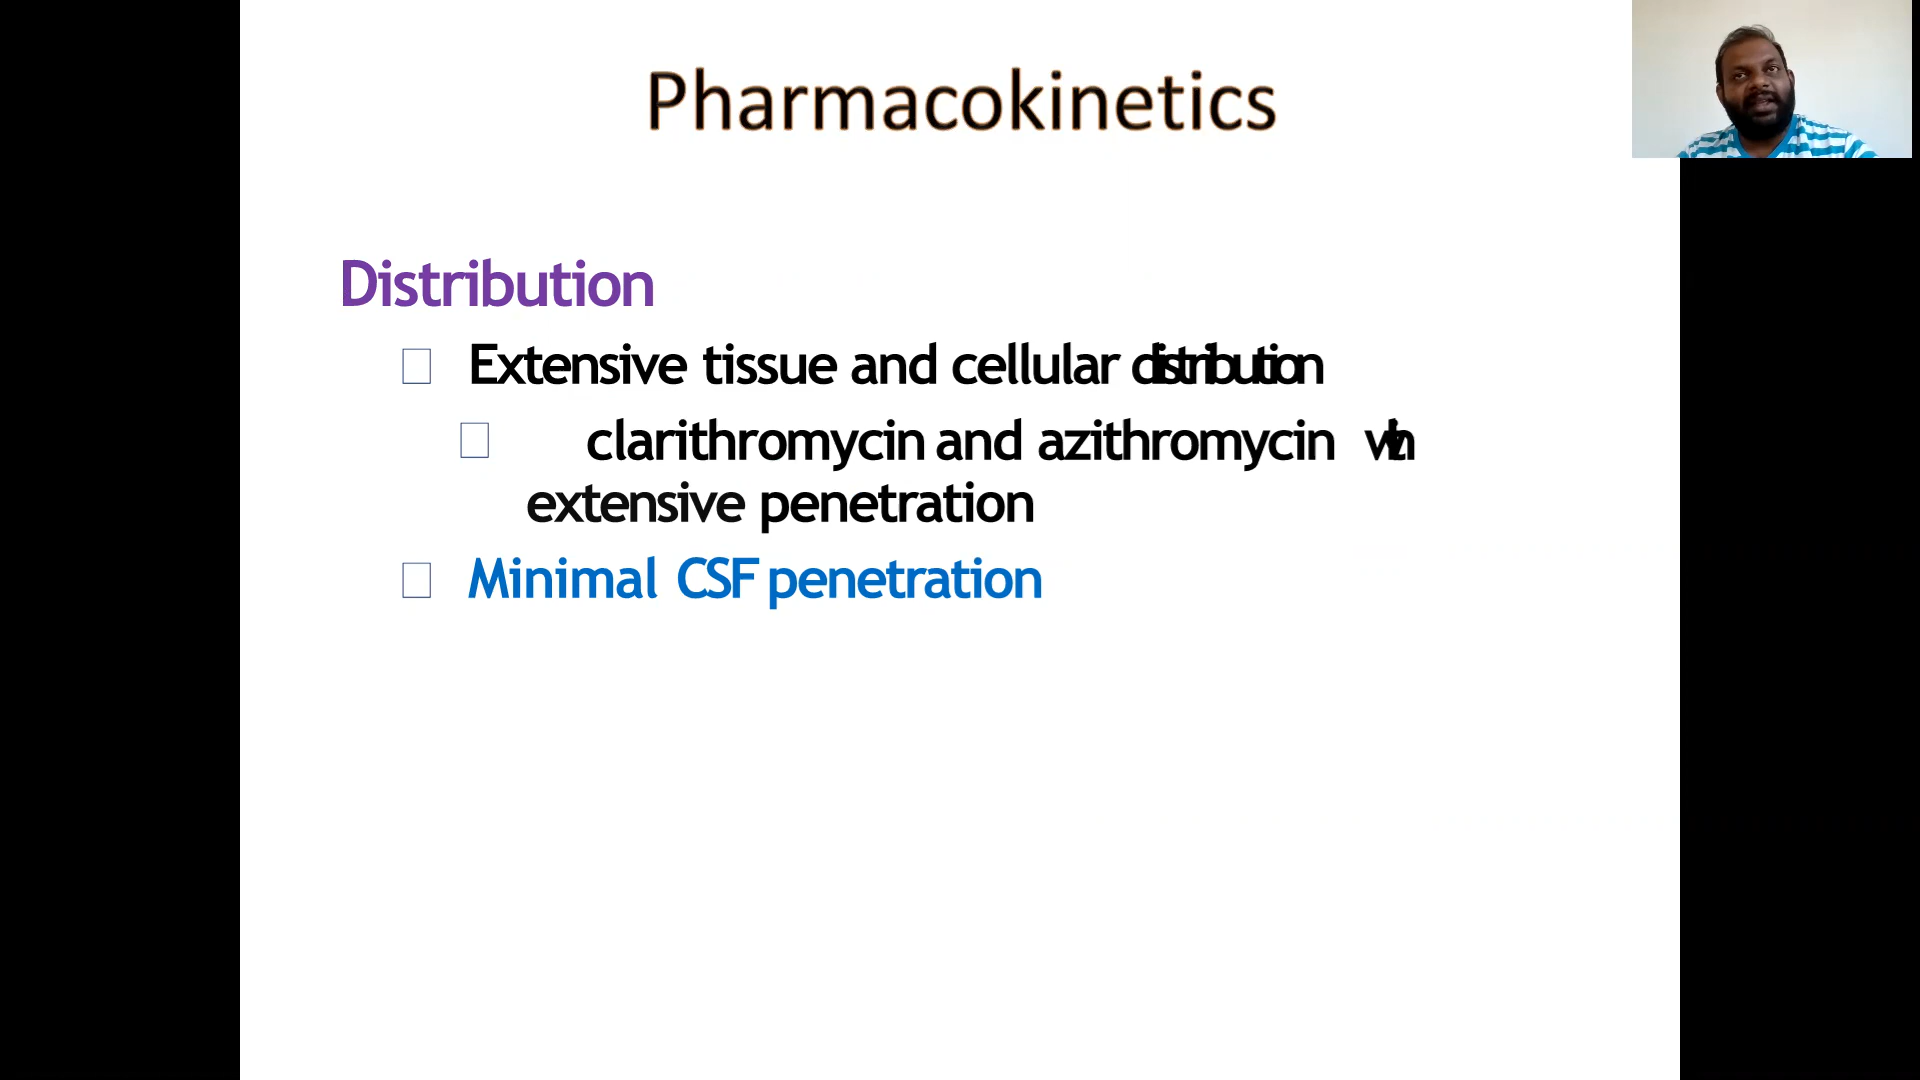 Pharmacokinetics
Distribution
Extensive tissue and cellular distribution
clarithromycin and azithromycin with
extensive penetration
Minimal CSF penetration